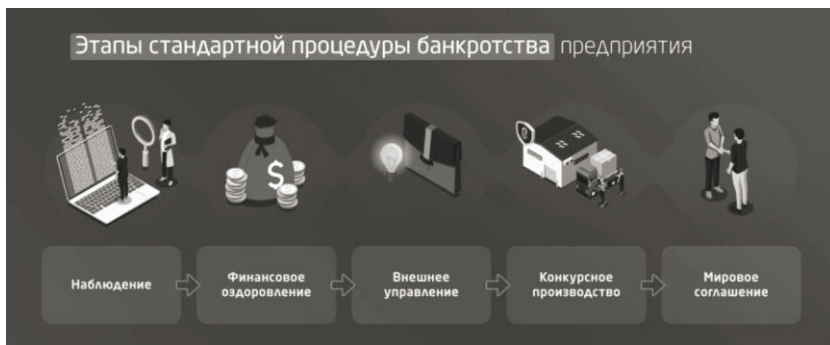 Этапы стандартной процедуры банкротства предприятия
$
Наблюдение
Финансовое
оздоровление
Внешнее
управление
Конкурсное
производство
Мировое
соглашение